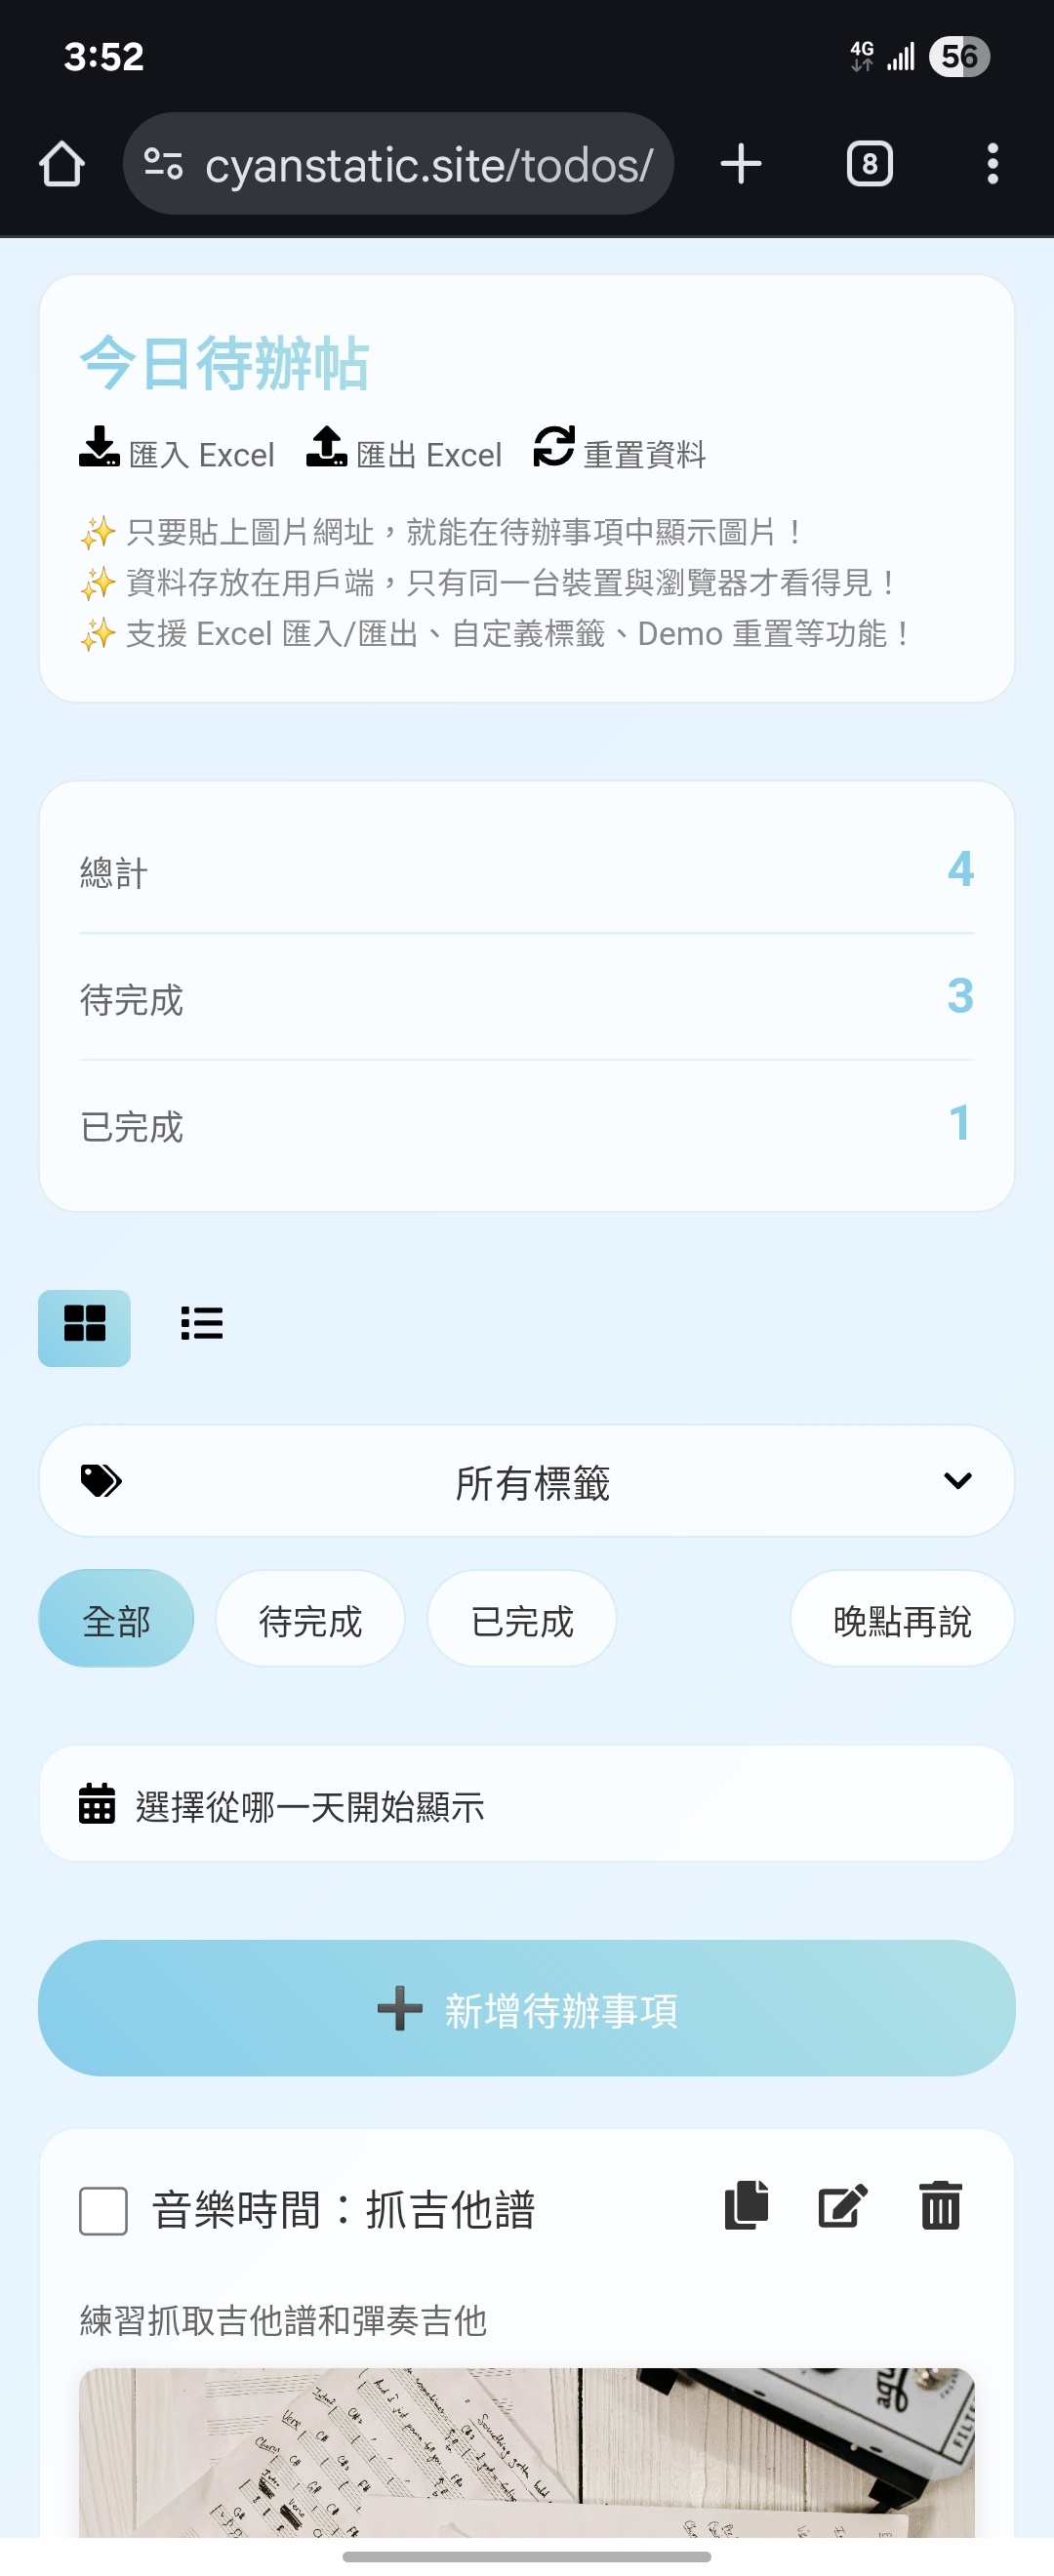 3:52
4G
56
cyanstatic.site/todos/
8
今日待辦帖
匯入 Excel 匯出 Excel 重置資料
✨ 只要貼上圖片網址，就能在待辦事項中顯示圖片！
✨ 資料存放在用戶端，只有同一台裝置與瀏覽器才看得見！
✨ 支援 Excel 匯入/匯出、自定義標籤、Demo 重置等功能！
總計 4
待完成 3
已完成 1
所有標籤
全部 待完成 已完成 晚點再說
選擇從哪一天開始顯示
➕ 新增待辦事項
音樂時間：抓吉他譜
練習抓取吉他譜和彈奏吉他
Verse
Chorus
FILTE